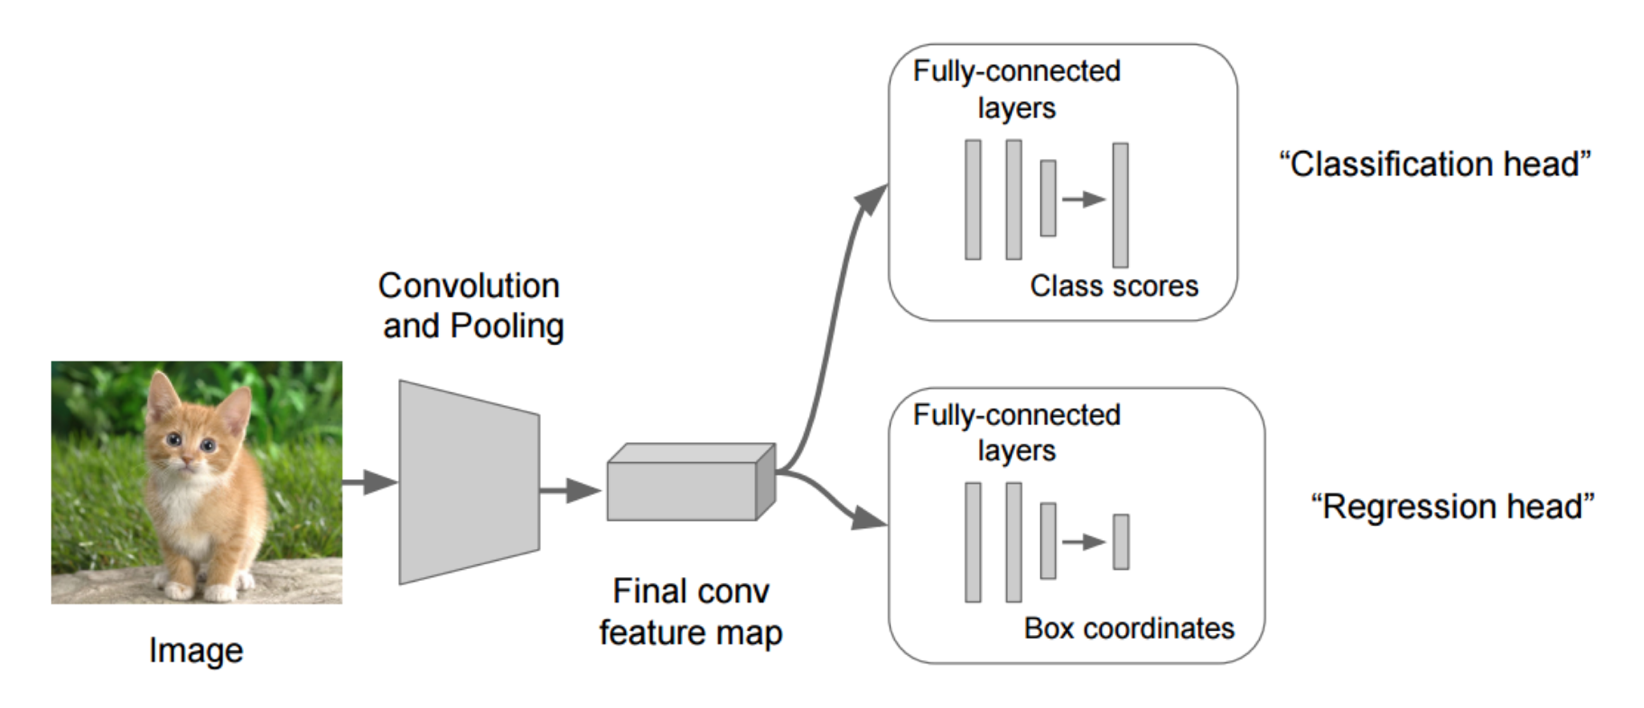 Fully-connected
layers
Class scores
“Classification head”
Convolution
and Pooling
Image
Final conv
feature map
Fully-connected
layers
Box coordinates
“Regression head”